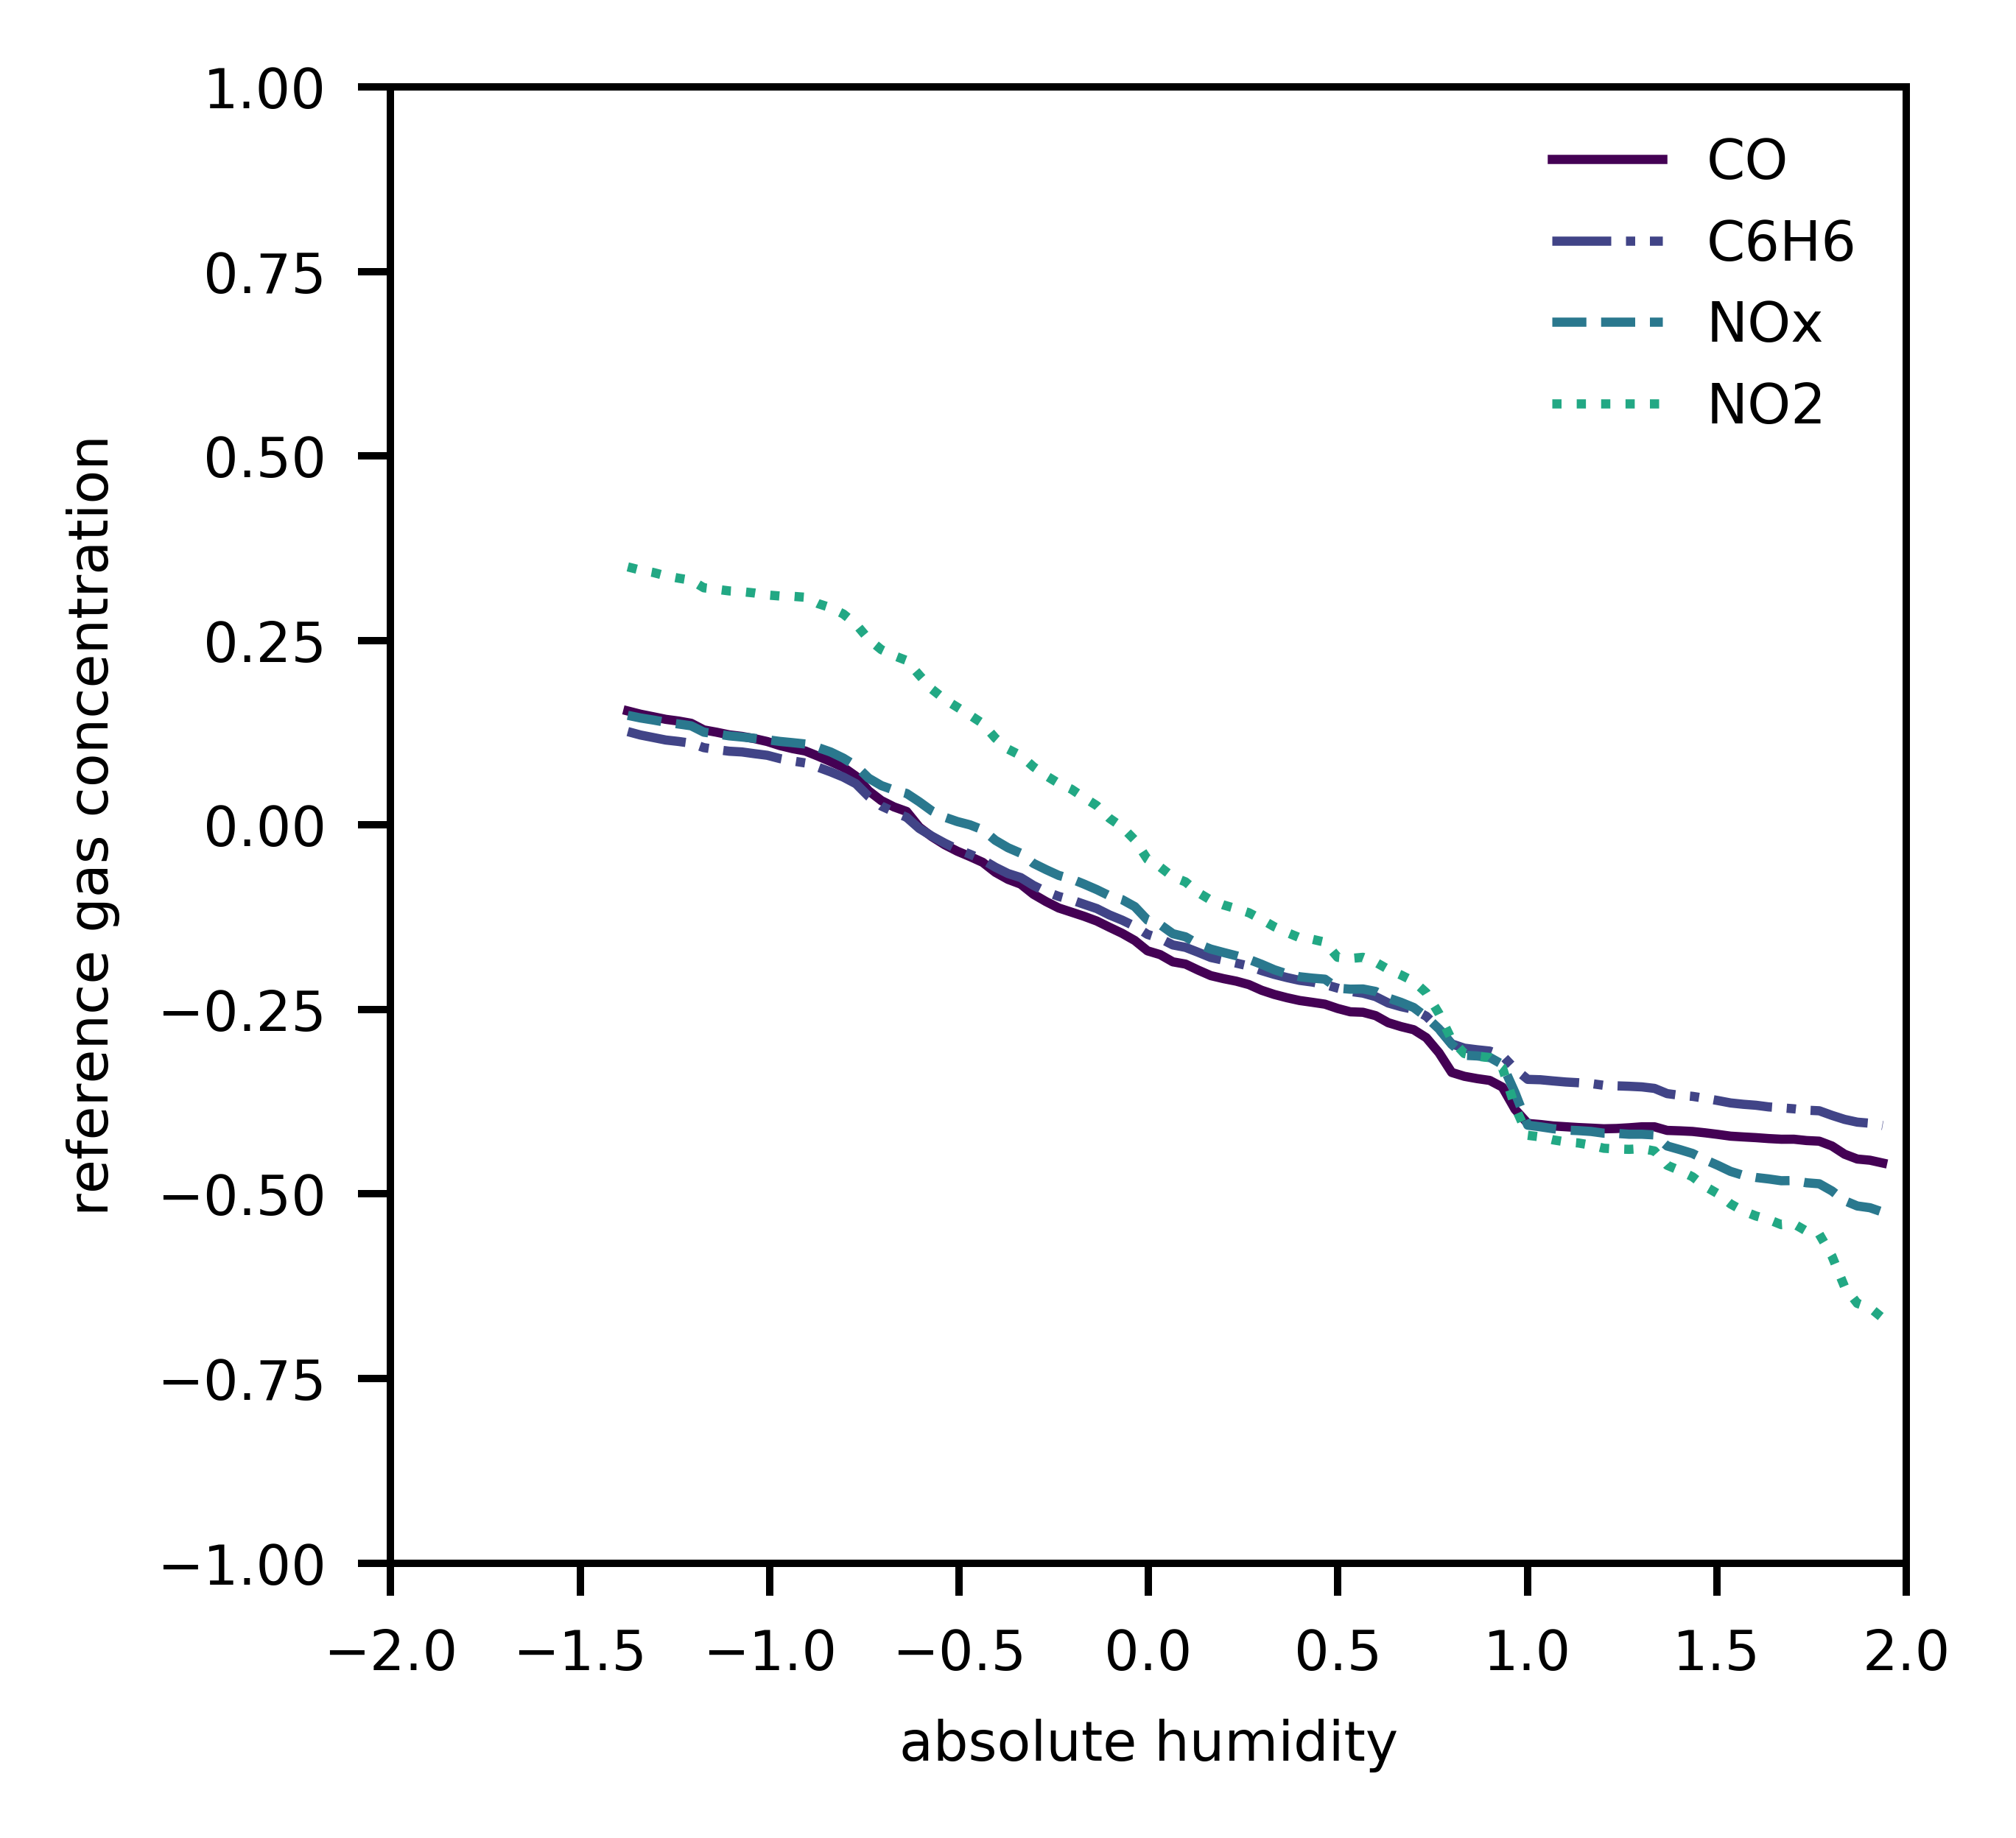 1.00
0.75
0.50
0.25
0.00
−0.25
−0.50
−0.75
−1.00
reference gas concentration
CO
C6H6
NOx
NO2
−2.0 −1.5 −1.0 −0.5 0.0 0.5 1.0 1.5 2.0
absolute humidity